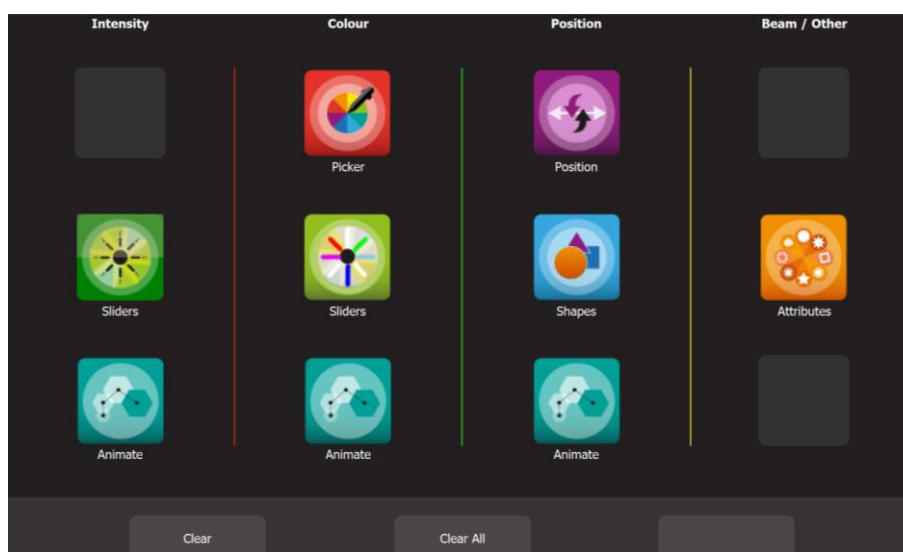 Intensity Colour Position Beam / Other
Picker Position
Sliders Sliders Shapes Attributes
Animate Animate Animate
Clear Clear All